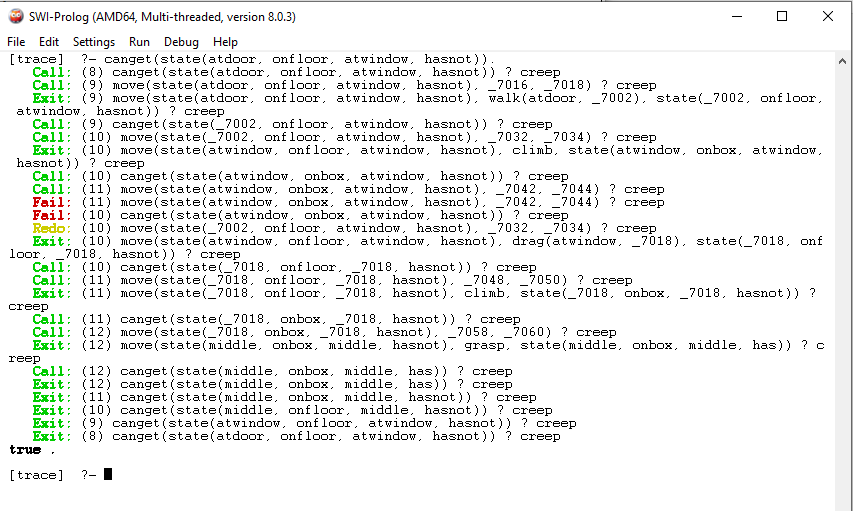 SWI-Prolog (AMD64, Multi-threaded, version 8.0.3)
File Edit Settings Run Debug Help
[trace]  ?- canget(state(atdoor, onfloor, atwindow, hasnot)).
Call: (8) canget(state(atdoor, onfloor, atwindow, hasnot)) ? creep
Call: (9) move(state(atdoor, onfloor, atwindow, hasnot), _7016, _7018) ? creep
Exit: (9) move(state(atdoor, onfloor, atwindow, hasnot), walk(atdoor, _7002), state(_7002, onfloor,
atwindow, hasnot)) ? creep
Call: (9) canget(state(_7002, onfloor, atwindow, hasnot)) ? creep
Call: (10) move(state(_7002, onfloor, atwindow, hasnot), _7032, _7034) ? creep
Exit: (10) move(state(atwindow, onfloor, atwindow, hasnot), climb, state(atwindow, onbox, atwindow,
hasnot)) ? creep
Call: (10) canget(state(atwindow, onbox, atwindow, hasnot)) ? creep
Call: (11) move(state(atwindow, onbox, atwindow, hasnot), _7042, _7044) ? creep
Fail: (11) move(state(atwindow, onbox, atwindow, hasnot), _7042, _7044) ? creep
Fail: (10) canget(state(atwindow, onbox, atwindow, hasnot)) ? creep
Redo: (10) move(state(_7002, onfloor, atwindow, hasnot), _7032, _7034) ? creep
Exit: (10) move(state(atwindow, onfloor, atwindow, hasnot), drag(atwindow, _7018), state(_7018, onf
loor, _7018, hasnot)) ? creep
Call: (10) canget(state(_7018, onfloor, _7018, hasnot)) ? creep
Call: (11) move(state(_7018, onfloor, _7018, hasnot), _7048, _7050) ? creep
Exit: (11) move(state(_7018, onfloor, _7018, hasnot), climb, state(_7018, onbox, _7018, hasnot)) ?
creep
Call: (11) canget(state(_7018, onbox, _7018, hasnot)) ? creep
Call: (12) move(state(_7018, onbox, _7018, hasnot), _7058, _7060) ? creep
Exit: (12) move(state(middle, onbox, middle, hasnot), grasp, state(middle, onbox, middle, has)) ? c
reep
Call: (12) canget(state(middle, onbox, middle, has)) ? creep
Exit: (12) canget(state(middle, onbox, middle, has)) ? creep
Exit: (11) canget(state(middle, onbox, middle, hasnot)) ? creep
Exit: (10) canget(state(middle, onfloor, middle, hasnot)) ? creep
Exit: (9) canget(state(atwindow, onfloor, atwindow, hasnot)) ? creep
Exit: (8) canget(state(atdoor, onfloor, atwindow, hasnot)) ? creep
true .
[trace]  ?-